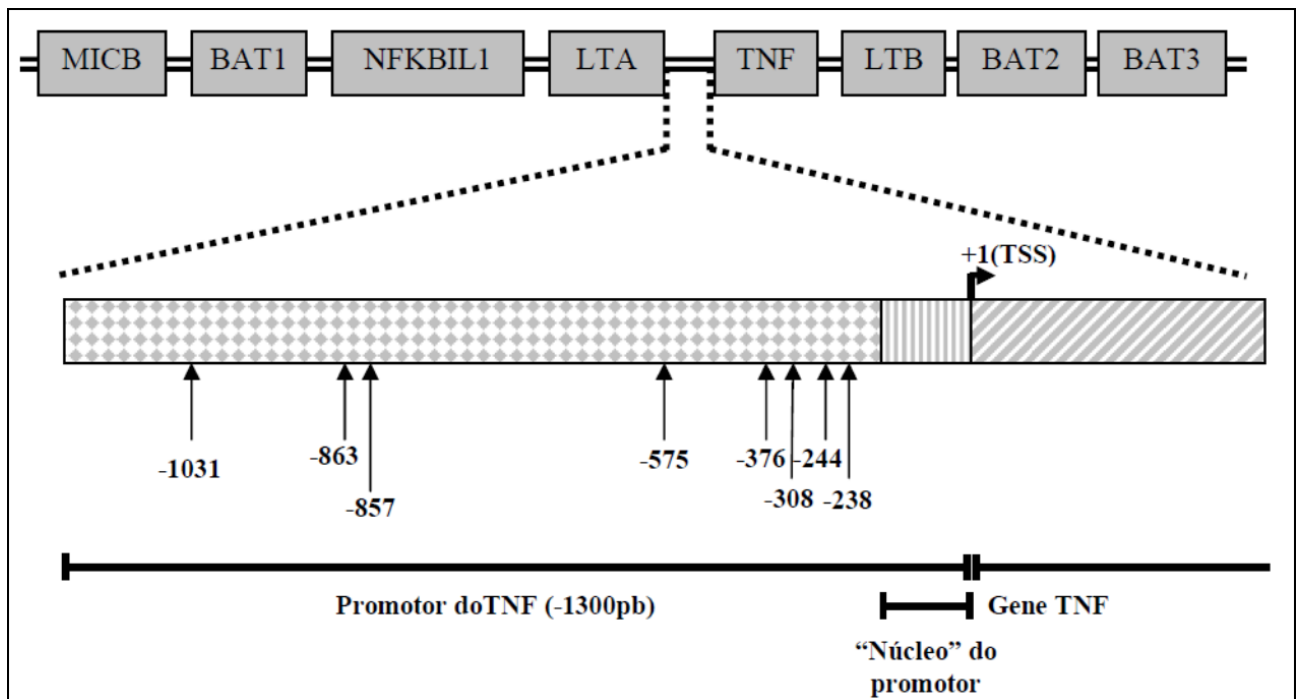 MICB BAT1 NFKBIL1 LTA TNF LTB BAT2 BAT3
+1(TSS)
-1031 -863 -575 -376 -244
-857 -308 -238
Promotor doTNF (-1300pb) Gene TNF
“Núcleo” do
promotor